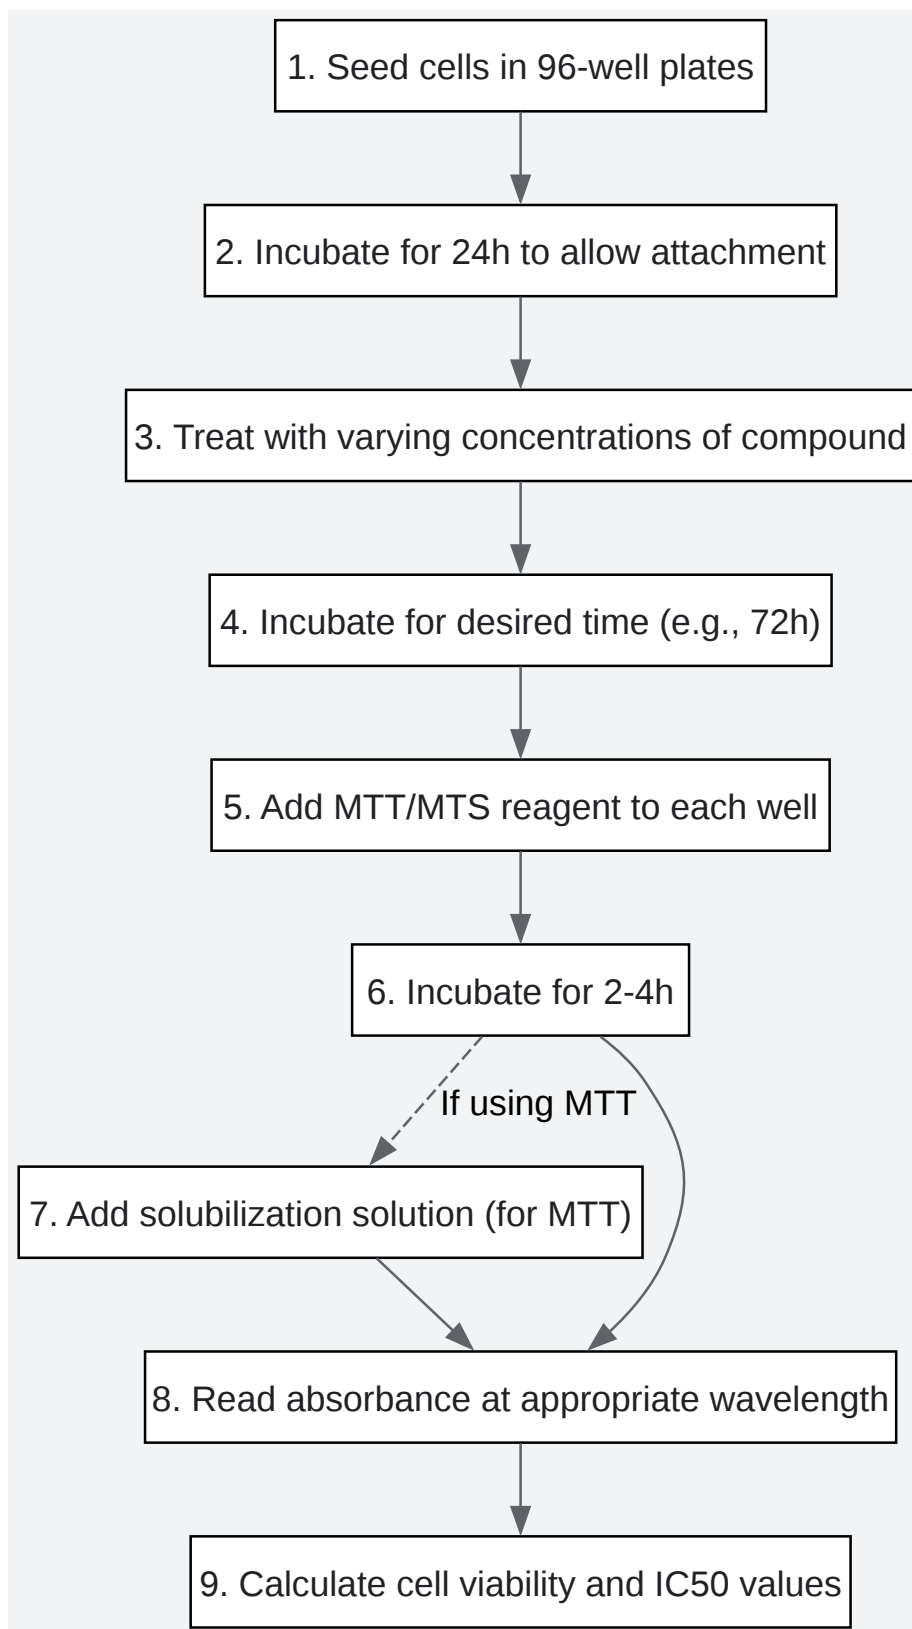 1. Seed cells in 96-well plates
2. Incubate for 24h to allow attachment
3. Treat with varying concentrations of compound
4. Incubate for desired time (e.g., 72h)
5. Add MTT/MTS reagent to each well
6. Incubate for 2-4h
If using MTT
7. Add solubilization solution (for MTT)
8. Read absorbance at appropriate wavelength
9. Calculate cell viability and IC50 values